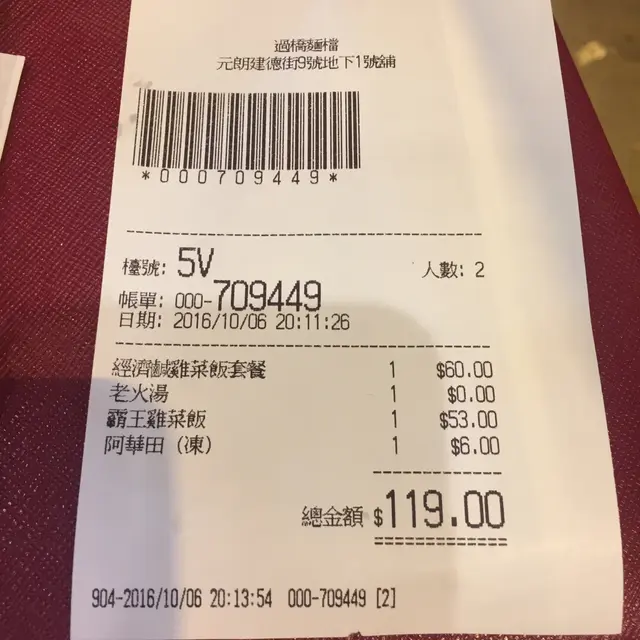 過橋麵檔
元朗建德街9號地下1號舖
*000709449*
檯號: 5V 人數: 2
帳單: 000-709449
日期: 2016/10/06 20:11:26
經濟鹹雞菜飯套餐 1 $60.00
老火湯 1 $0.00
霸王雞菜飯 1 $53.00
阿華田 (凍) 1 $6.00
總金額 $119.00
904-2016/10/06 20:13:54 000-709449 [2]